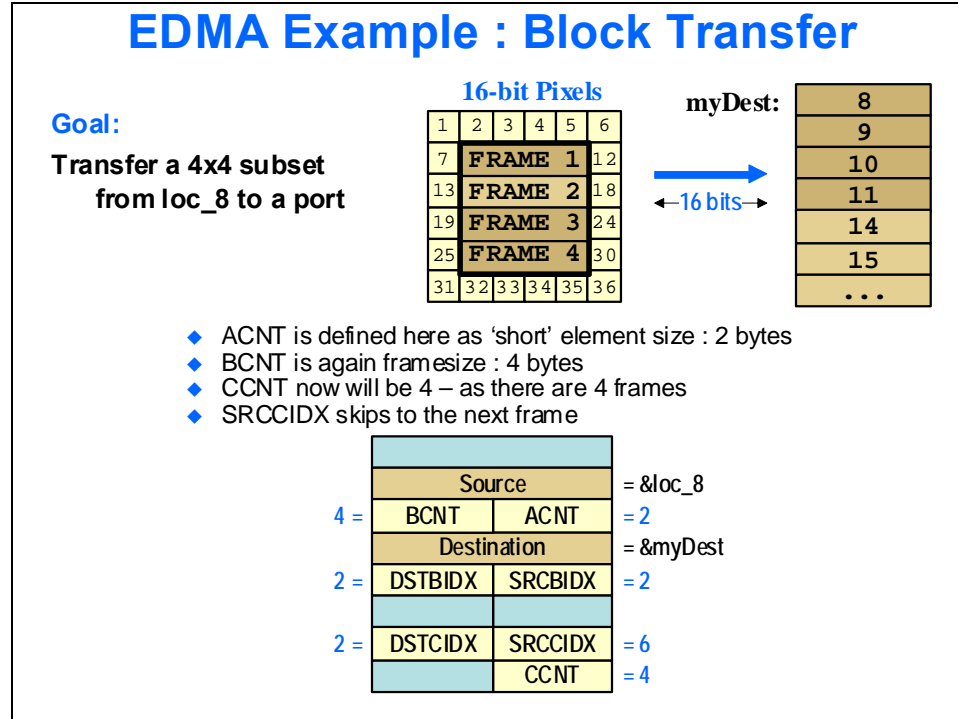 EDMA Example : Block Transfer
Goal:
Transfer a 4x4 subset
from loc_8 to a port
16-bit Pixels
1 2 3 4 5 6
7 FRAME 1 12
13 FRAME 2 18
19 FRAME 3 24
25 FRAME 4 30
31 32 33 34 35 36
16 bits
myDest:
8
9
10
11
14
15
...
◆ ACNT is defined here as ‘short’ element size : 2 bytes
◆ BCNT is again framesize : 4 bytes
◆ CCNT now will be 4 – as there are 4 frames
◆ SRCCIDX skips to the next frame
Source = &loc_8
4 = BCNT ACNT = 2
Destination = &myDest
2 = DSTBIDX SRCBIDX = 2
2 = DSTCIDX SRCCIDX = 6
CCNT = 4